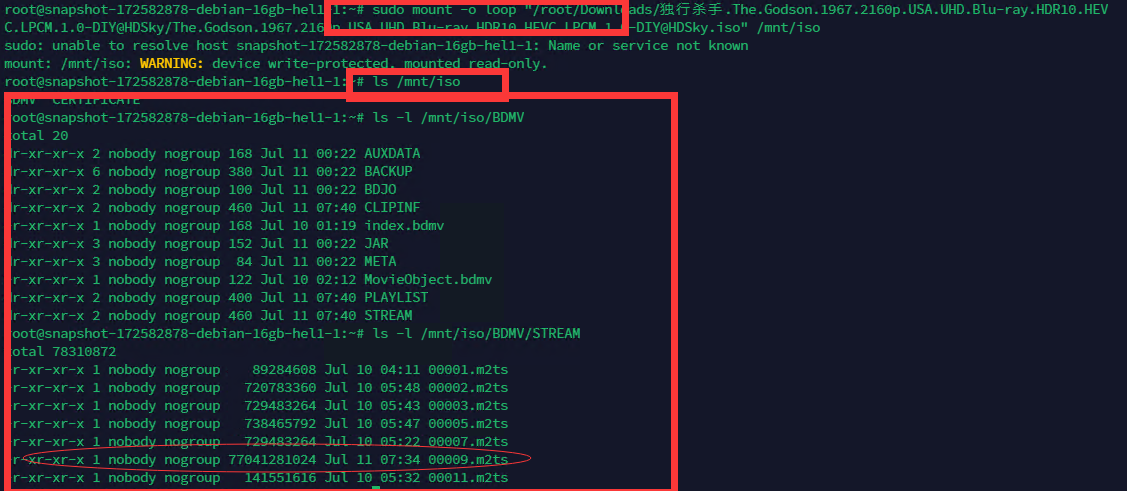 root@snapshot-172582878-debian-16gb-hel1-1:~# sudo mount -o loop "/root/Downloads/独行杀手.The.Godson.1967.2160p.USA.UHD.Blu-ray.HDR10.HEV
C.LPCM.1.0-DIY@HDSky/The.Godson.1967.2160p.USA.UHD.Blu-ray.HDR10.HEVC.LPCM.1.0-DIY@HDSky.iso" /mnt/iso
sudo: unable to resolve host snapshot-172582878-debian-16gb-hel1-1: Name or service not known
mount: /mnt/iso: WARNING: device write-protected, mounted read-only.
root@snapshot-172582878-debian-16gb-hel1-1:~# ls /mnt/iso
BDMV  CERTIFICATE
root@snapshot-172582878-debian-16gb-hel1-1:~# ls -l /mnt/iso/BDMV
total 20
dr-xr-xr-x 2 nobody nogroup 168 Jul 11 00:22 AUXDATA
dr-xr-xr-x 6 nobody nogroup 380 Jul 11 00:22 BACKUP
dr-xr-xr-x 2 nobody nogroup 100 Jul 11 00:22 BDJO
dr-xr-xr-x 2 nobody nogroup 460 Jul 11 07:40 CLIPINF
-r-xr-xr-x 1 nobody nogroup 168 Jul 10 01:19 index.bdmv
dr-xr-xr-x 3 nobody nogroup 152 Jul 11 00:22 JAR
dr-xr-xr-x 3 nobody nogroup  84 Jul 11 00:22 META
-r-xr-xr-x 1 nobody nogroup 122 Jul 10 02:12 MovieObject.bdmv
dr-xr-xr-x 2 nobody nogroup 400 Jul 11 07:40 PLAYLIST
dr-xr-xr-x 2 nobody nogroup 460 Jul 11 07:40 STREAM
root@snapshot-172582878-debian-16gb-hel1-1:~# ls -l /mnt/iso/BDMV/STREAM
total 78310872
-r-xr-xr-x 1 nobody nogroup    89284608 Jul 10 04:11 00001.m2ts
-r-xr-xr-x 1 nobody nogroup   720783360 Jul 10 05:48 00002.m2ts
-r-xr-xr-x 1 nobody nogroup   729483264 Jul 10 05:43 00003.m2ts
-r-xr-xr-x 1 nobody nogroup   738465792 Jul 10 05:47 00005.m2ts
-r-xr-xr-x 1 nobody nogroup   729483264 Jul 10 05:22 00007.m2ts
-r-xr-xr-x 1 nobody nogroup 77041281024 Jul 11 07:34 00009.m2ts
-r-xr-xr-x 1 nobody nogroup   141551616 Jul 10 05:32 00011.m2ts